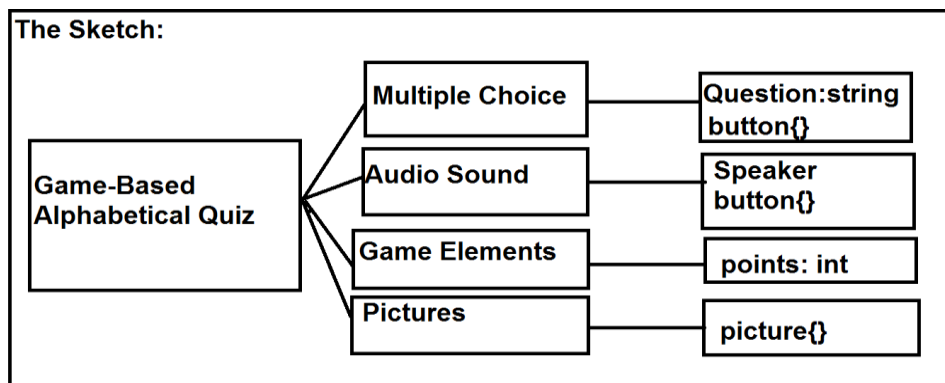 The Sketch:
Multiple Choice
Question:string
button{}
Game-Based
Alphabetical Quiz
Audio Sound
Speaker
button{}
Game Elements
points: int
Pictures
picture{}